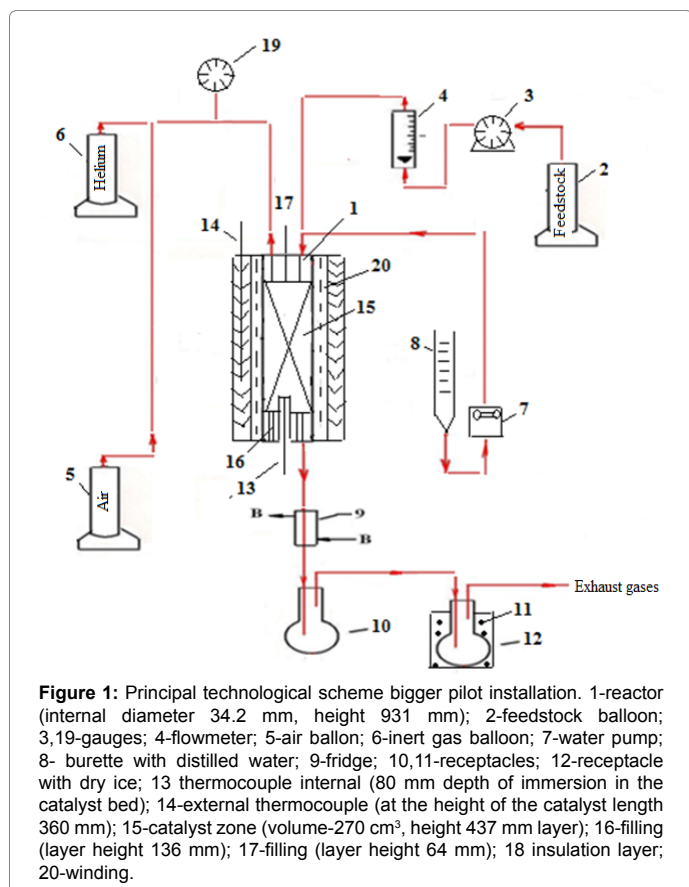 19
4
3
6
Helium
2
Feedstock
17
1
14
20
15
8
7
5
Air
16
13
B
9
B
Exhaust gases
11
10
12
Figure 1: Principal technological scheme bigger pilot installation. 1-reactor
(internal diameter 34.2 mm, height 931 mm); 2-feedstock balloon;
3,19-gauges; 4-flowmeter; 5-air ballon; 6-inert gas balloon; 7-water pump;
8- burette with distilled water; 9-fridge; 10,11-receptacles; 12-receptacle
with dry ice; 13 thermocouple internal (80 mm depth of immersion in the
catalyst bed); 14-external thermocouple (at the height of the catalyst length
360 mm); 15-catalyst zone (volume-270 cm³, height 437 mm layer); 16-filling
(layer height 136 mm); 17-filling (layer height 64 mm); 18 insulation layer;
20-winding.